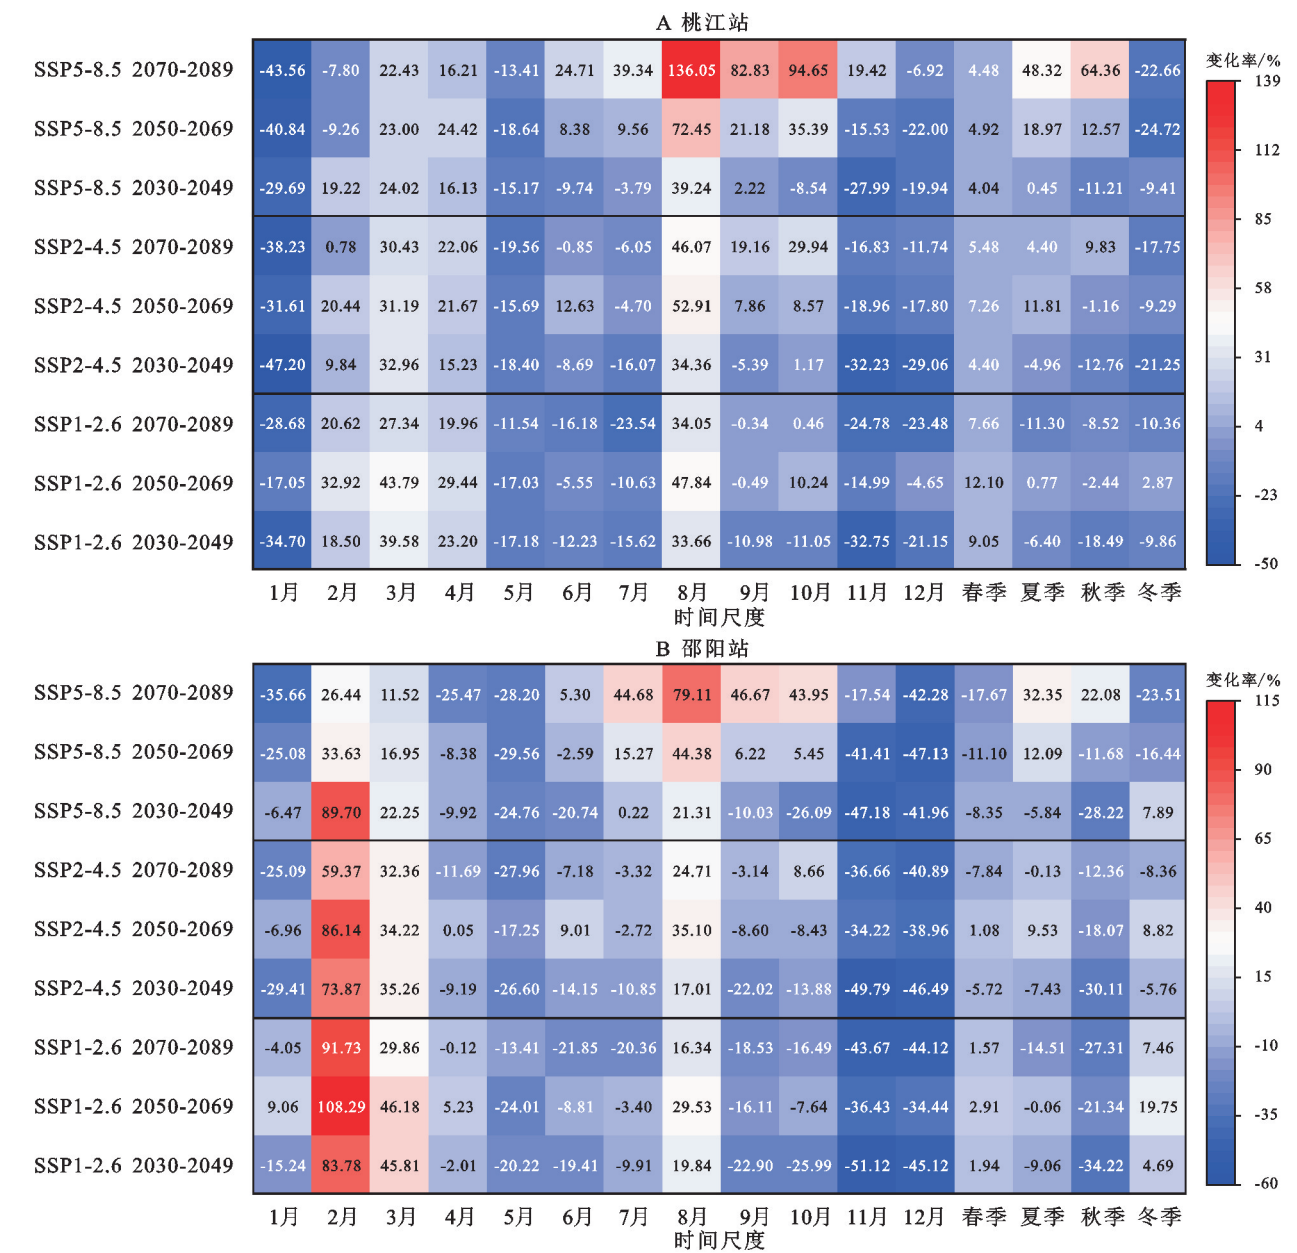 A 桃江站
变化率/%
SSP5-8.5 2070-2089 -43.56 -7.80 22.43 16.21 -13.41 24.71 39.34 136.05 82.83 94.65 19.42 -6.92 4.48 48.32 64.36 -22.66
SSP5-8.5 2050-2069 -40.84 -9.26 23.00 24.42 -18.64 8.38 9.56 72.45 21.18 35.39 -15.53 -22.00 4.92 18.97 12.57 -24.72
SSP5-8.5 2030-2049 -29.69 19.22 24.02 16.13 -15.17 -9.74 -3.79 39.24 2.22 -8.54 -27.99 -19.94 4.04 0.45 -11.21 -9.41
SSP2-4.5 2070-2089 -38.23 0.78 30.43 22.06 -19.56 -0.85 -6.05 46.07 19.16 29.94 -16.83 -11.74 5.48 4.40 9.83 -17.75
SSP2-4.5 2050-2069 -31.61 20.44 31.19 21.67 -15.69 12.63 -4.70 52.91 7.86 8.57 -18.96 -17.80 7.26 11.81 -1.16 -9.29
SSP2-4.5 2030-2049 -47.20 9.84 32.96 15.23 -18.40 -8.69 -16.07 34.36 -5.39 1.17 -32.23 -29.06 4.40 -4.96 -12.76 -21.25
SSP1-2.6 2070-2089 -28.68 20.62 27.34 19.96 -11.54 -16.18 -23.54 34.05 -0.34 0.46 -24.78 -23.48 7.66 -11.30 -8.52 -10.36
SSP1-2.6 2050-2069 -17.05 32.92 43.79 29.44 -17.03 -5.55 -10.63 47.84 -0.49 10.24 -14.99 -4.65 12.10 0.77 -2.44 2.87
SSP1-2.6 2030-2049 -34.70 18.50 39.58 23.20 -17.18 -12.23 -15.62 33.66 -10.98 -11.05 -32.75 -21.15 9.05 -6.40 -18.49 -9.86
139
112
85
58
31
4
-23
-50
1月 2月 3月 4月 5月 6月 7月 8月 9月 10月 11月 12月 春季 夏季 秋季 冬季
时间尺度
B 邵阳站
变化率/%
SSP5-8.5 2070-2089 -35.66 26.44 11.52 -25.47 -28.20 5.30 44.68 79.11 46.67 43.95 -17.54 -42.28 -17.67 32.35 22.08 -23.51
SSP5-8.5 2050-2069 -25.08 33.63 16.95 -8.38 -29.56 -2.59 15.27 44.38 6.22 5.45 -41.41 -47.13 -11.10 12.09 -11.68 -16.44
SSP5-8.5 2030-2049 -6.47 89.70 22.25 -9.92 -24.76 -20.74 0.22 21.31 -10.03 -26.09 -47.18 -41.96 -8.35 -5.84 -28.22 7.89
SSP2-4.5 2070-2089 -25.09 59.37 32.36 -11.69 -27.96 -7.18 -3.32 24.71 -3.14 8.66 -36.66 -40.89 -7.84 -0.13 -12.36 -8.36
SSP2-4.5 2050-2069 -6.96 86.14 34.22 0.05 -17.25 9.01 -2.72 35.10 -8.60 -8.43 -34.22 -38.96 1.08 9.53 -18.07 8.82
SSP2-4.5 2030-2049 -29.41 73.87 35.26 -9.19 -26.60 -14.15 -10.85 17.01 -22.02 -13.88 -49.79 -46.49 -5.72 -7.43 -30.11 -5.76
SSP1-2.6 2070-2089 -4.05 91.73 29.86 -0.12 -13.41 -21.85 -20.36 16.34 -18.53 -16.49 -43.67 -44.12 1.57 -14.51 -27.31 7.46
SSP1-2.6 2050-2069 9.06 108.29 46.18 5.23 -24.01 -8.81 -3.40 29.53 -16.11 -7.64 -36.43 -34.44 2.91 -0.06 -21.34 19.75
SSP1-2.6 2030-2049 -15.24 83.78 45.81 -2.01 -20.22 -19.41 -9.91 19.84 -22.90 -25.99 -51.12 -45.12 1.94 -9.06 -34.22 4.69
115
90
65
40
15
-10
-35
-60
1月 2月 3月 4月 5月 6月 7月 8月 9月 10月 11月 12月 春季 夏季 秋季 冬季
时间尺度